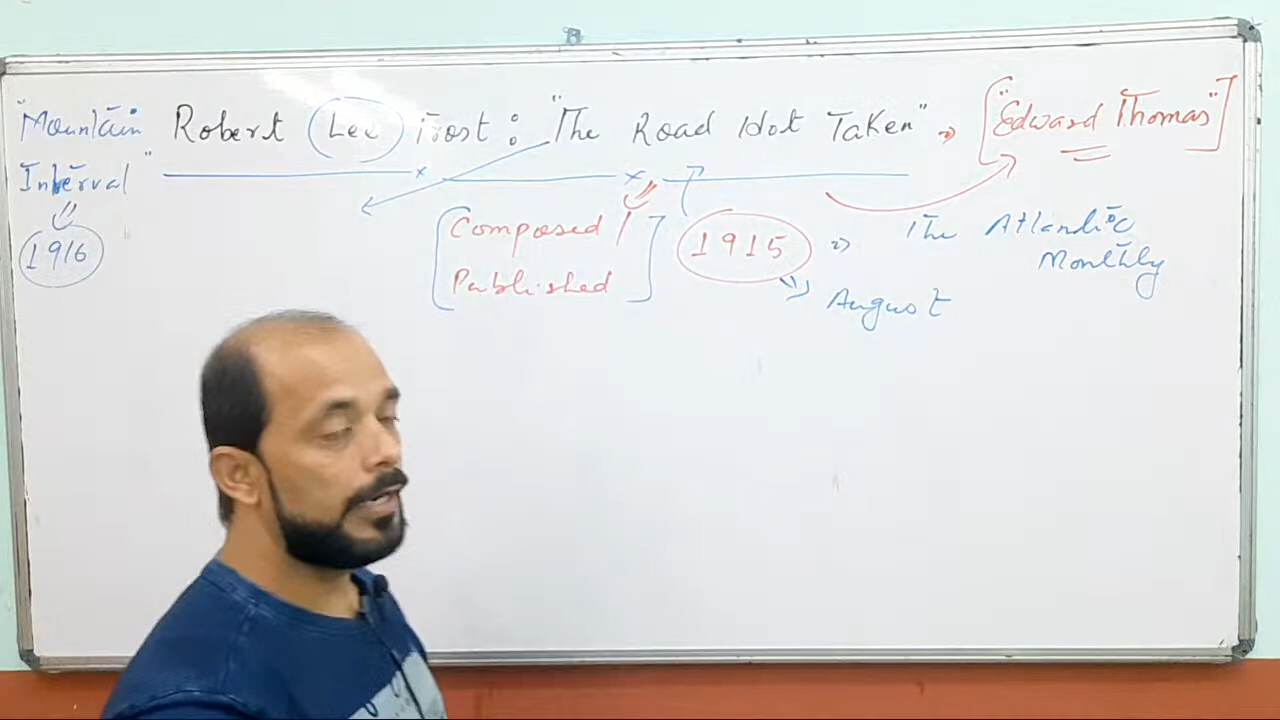 "Mountain Interval"
1916
Robert Lee Frost : "The Road Not Taken" → ["Edward Thomas"]
[Composed / Published] 1915 → The Atlantic Monthly
August